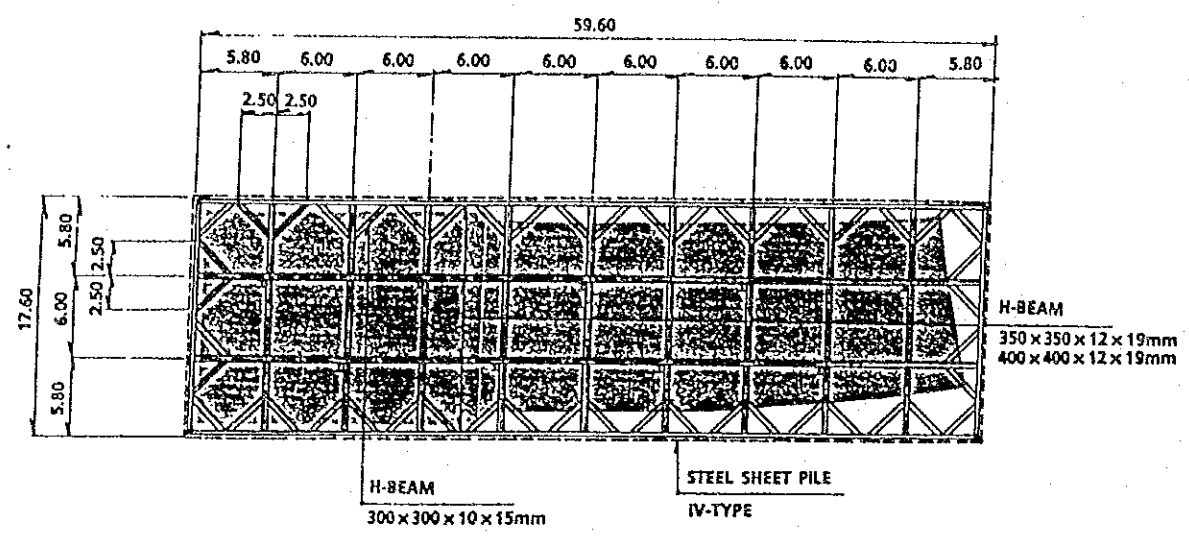 59.60
5.80 6.00 6.00 6.00 6.00 6.00 6.00 6.00 6.00 5.80
2.50 2.50
17.60
5.80
6.00
5.80
2.50
2.50
H-BEAM
350×350×12×19mm
400×400×12×19mm
H-BEAM
300×300×10×15mm
STEEL SHEET PILE
IV-TYPE